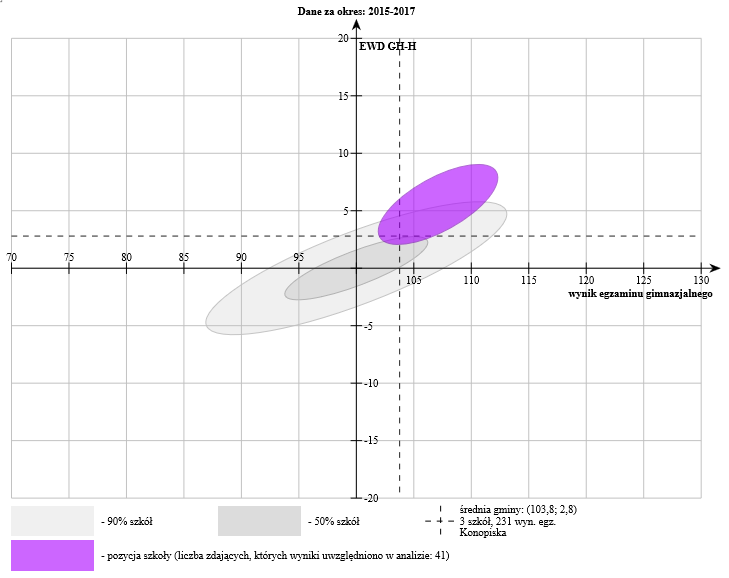 Dane za okres: 2015-2017
20
EWD GH-H
15
10
5
70 75 80 85 90 95 105 110 115 120 125 130
wynik egzaminu gimnazjalnego
-5
-10
-15
-20
- 90% szkół
- 50% szkół
średnia gminy: (103,8; 2,8)
3 szkół, 231 wyn. egz.
Konopiska
- pozycja szkoły (liczba zdających, których wyniki uwzględniono w analizie: 41)